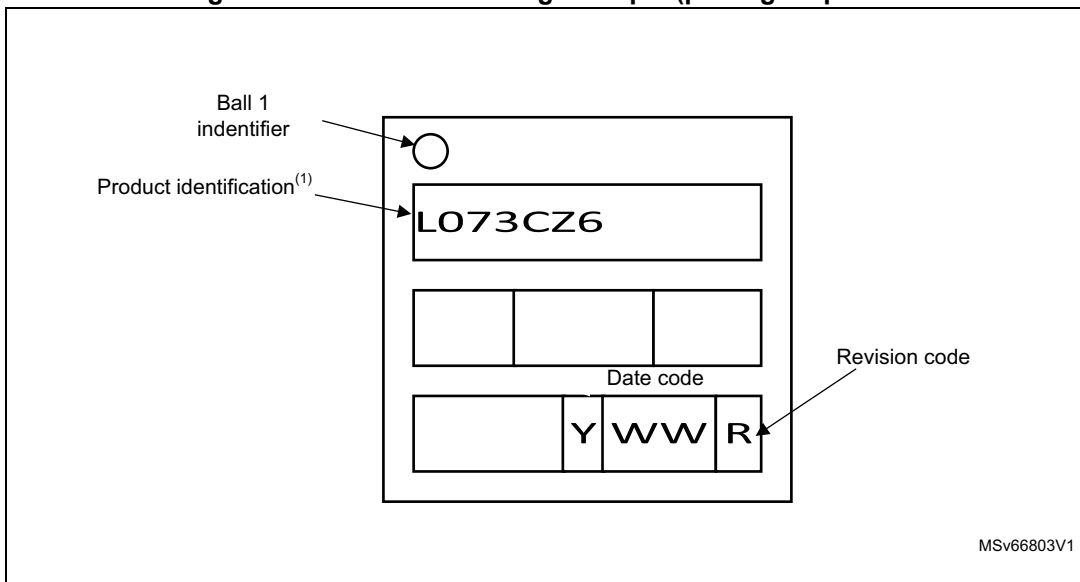 Ball 1
indentifier
Product identification(1)
L073CZ6
Revision code
Date code
Y WW R
MSv66803V1